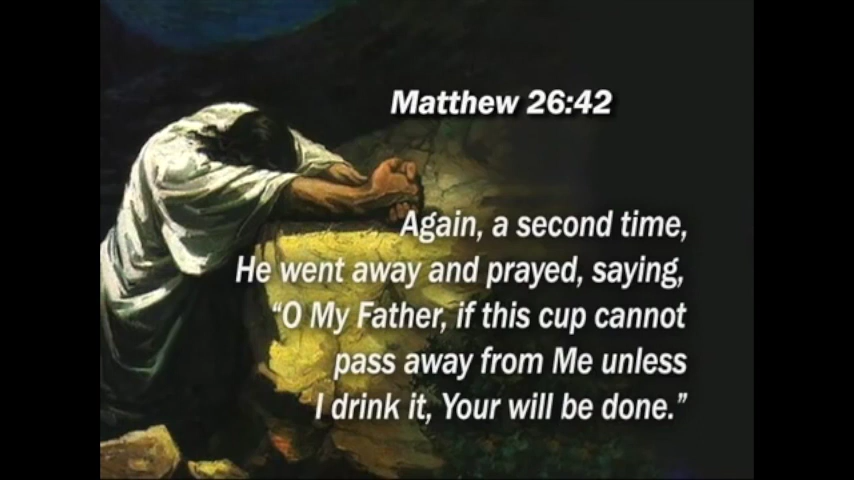 Matthew 26:42
Again, a second time,
He went away and prayed, saying,
“O My Father, if this cup cannot
pass away from Me unless
I drink it, Your will be done.”